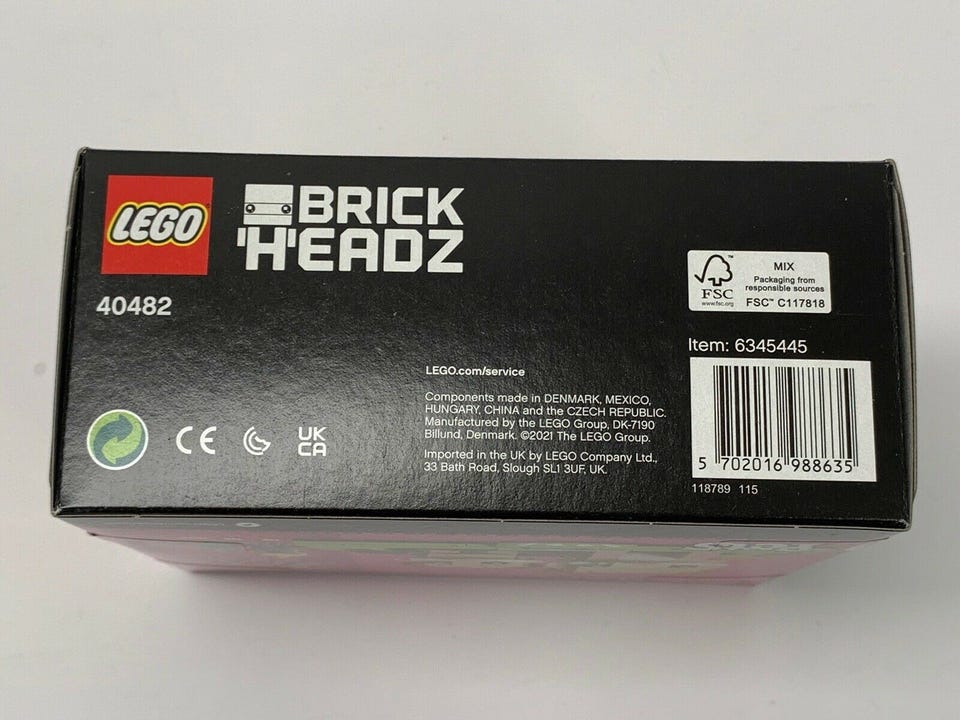 LEGO
BRICK
'H'EADZ
40482
FSC™
www.fsc.org
MIX
Packaging from
responsible sources
FSC™ C117818
Item: 6345445
LEGO.com/service
Components made in DENMARK, MEXICO,
HUNGARY, CHINA and the CZECH REPUBLIC.
Manufactured by the LEGO Group, DK-7190
Billund, Denmark. ©2021 The LEGO Group.
Imported in the UK by LEGO Company Ltd.,
33 Bath Road, Slough SL1 3UF, UK.
CE
UK
CA
5 702016 988635
118789 115